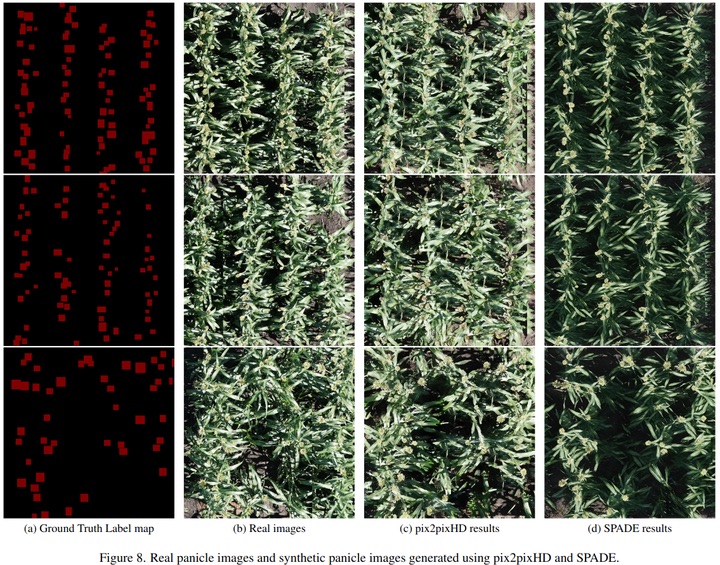 (a) Ground Truth Label map
(b) Real images
(c) pix2pixHD results
(d) SPADE results
Figure 8. Real panicle images and synthetic panicle images generated using pix2pixHD and SPADE.